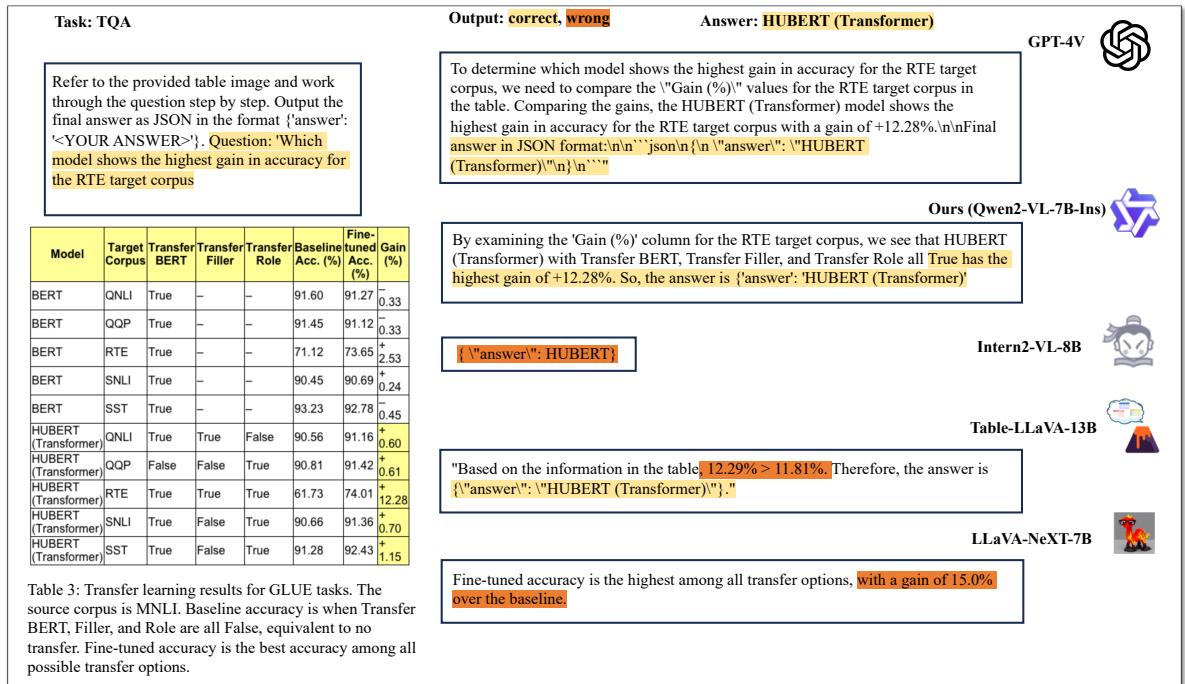 Task: TQA
Output: correct, wrong
Answer: HUBERT (Transformer)
Refer to the provided table image and work
through the question step by step. Output the
final answer as JSON in the format {'answer':
'<YOUR ANSWER>'}. Question: 'Which
model shows the highest gain in accuracy for
the RTE target corpus
Model Target Corpus Transfer BERT Transfer Filler Transfer Role Baseline Acc. (%) Fine-tuned Acc. (%) Gain (%)
BERT QNLI True – – 91.60 91.27 – 0.33
BERT QQP True – – 91.45 91.12 – 0.33
BERT RTE True – – 71.12 73.65 + 2.53
BERT SNLI True – – 90.45 90.69 + 0.24
BERT SST True – – 93.23 92.78 – 0.45
HUBERT (Transformer) QNLI True True False 90.56 91.16 + 0.60
HUBERT (Transformer) QQP False False True 90.81 91.42 + 0.61
HUBERT (Transformer) RTE True True True 61.73 74.01 + 12.28
HUBERT (Transformer) SNLI True False True 90.66 91.36 + 0.70
HUBERT (Transformer) SST True False True 91.28 92.43 + 1.15
Table 3: Transfer learning results for GLUE tasks. The
source corpus is MNLI. Baseline accuracy is when Transfer
BERT, Filler, and Role are all False, equivalent to no
transfer. Fine-tuned accuracy is the best accuracy among all
possible transfer options.
GPT-4V
To determine which model shows the highest gain in accuracy for the RTE target
corpus, we need to compare the \"Gain (%)\" values for the RTE target corpus in
the table. Comparing the gains, the HUBERT (Transformer) model shows the
highest gain in accuracy for the RTE target corpus with a gain of +12.28%.\n\nFinal
answer in JSON format:\n\n```json\n{\n \"answer\": \"HUBERT
(Transformer)\"\n}\n```"
Ours (Qwen2-VL-7B-Ins)
By examining the 'Gain (%)' column for the RTE target corpus, we see that HUBERT
(Transformer) with Transfer BERT, Transfer Filler, and Transfer Role all True has the
highest gain of +12.28%. So, the answer is {'answer': 'HUBERT (Transformer)'
Intern2-VL-8B
{ \"answer\": HUBERT}
Table-LLaVA-13B
"Based on the information in the table, 12.29% > 11.81%. Therefore, the answer is
{\"answer\": \"HUBERT (Transformer)\"}."
LLaVA-NeXT-7B
Fine-tuned accuracy is the highest among all transfer options, with a gain of 15.0%
over the baseline.